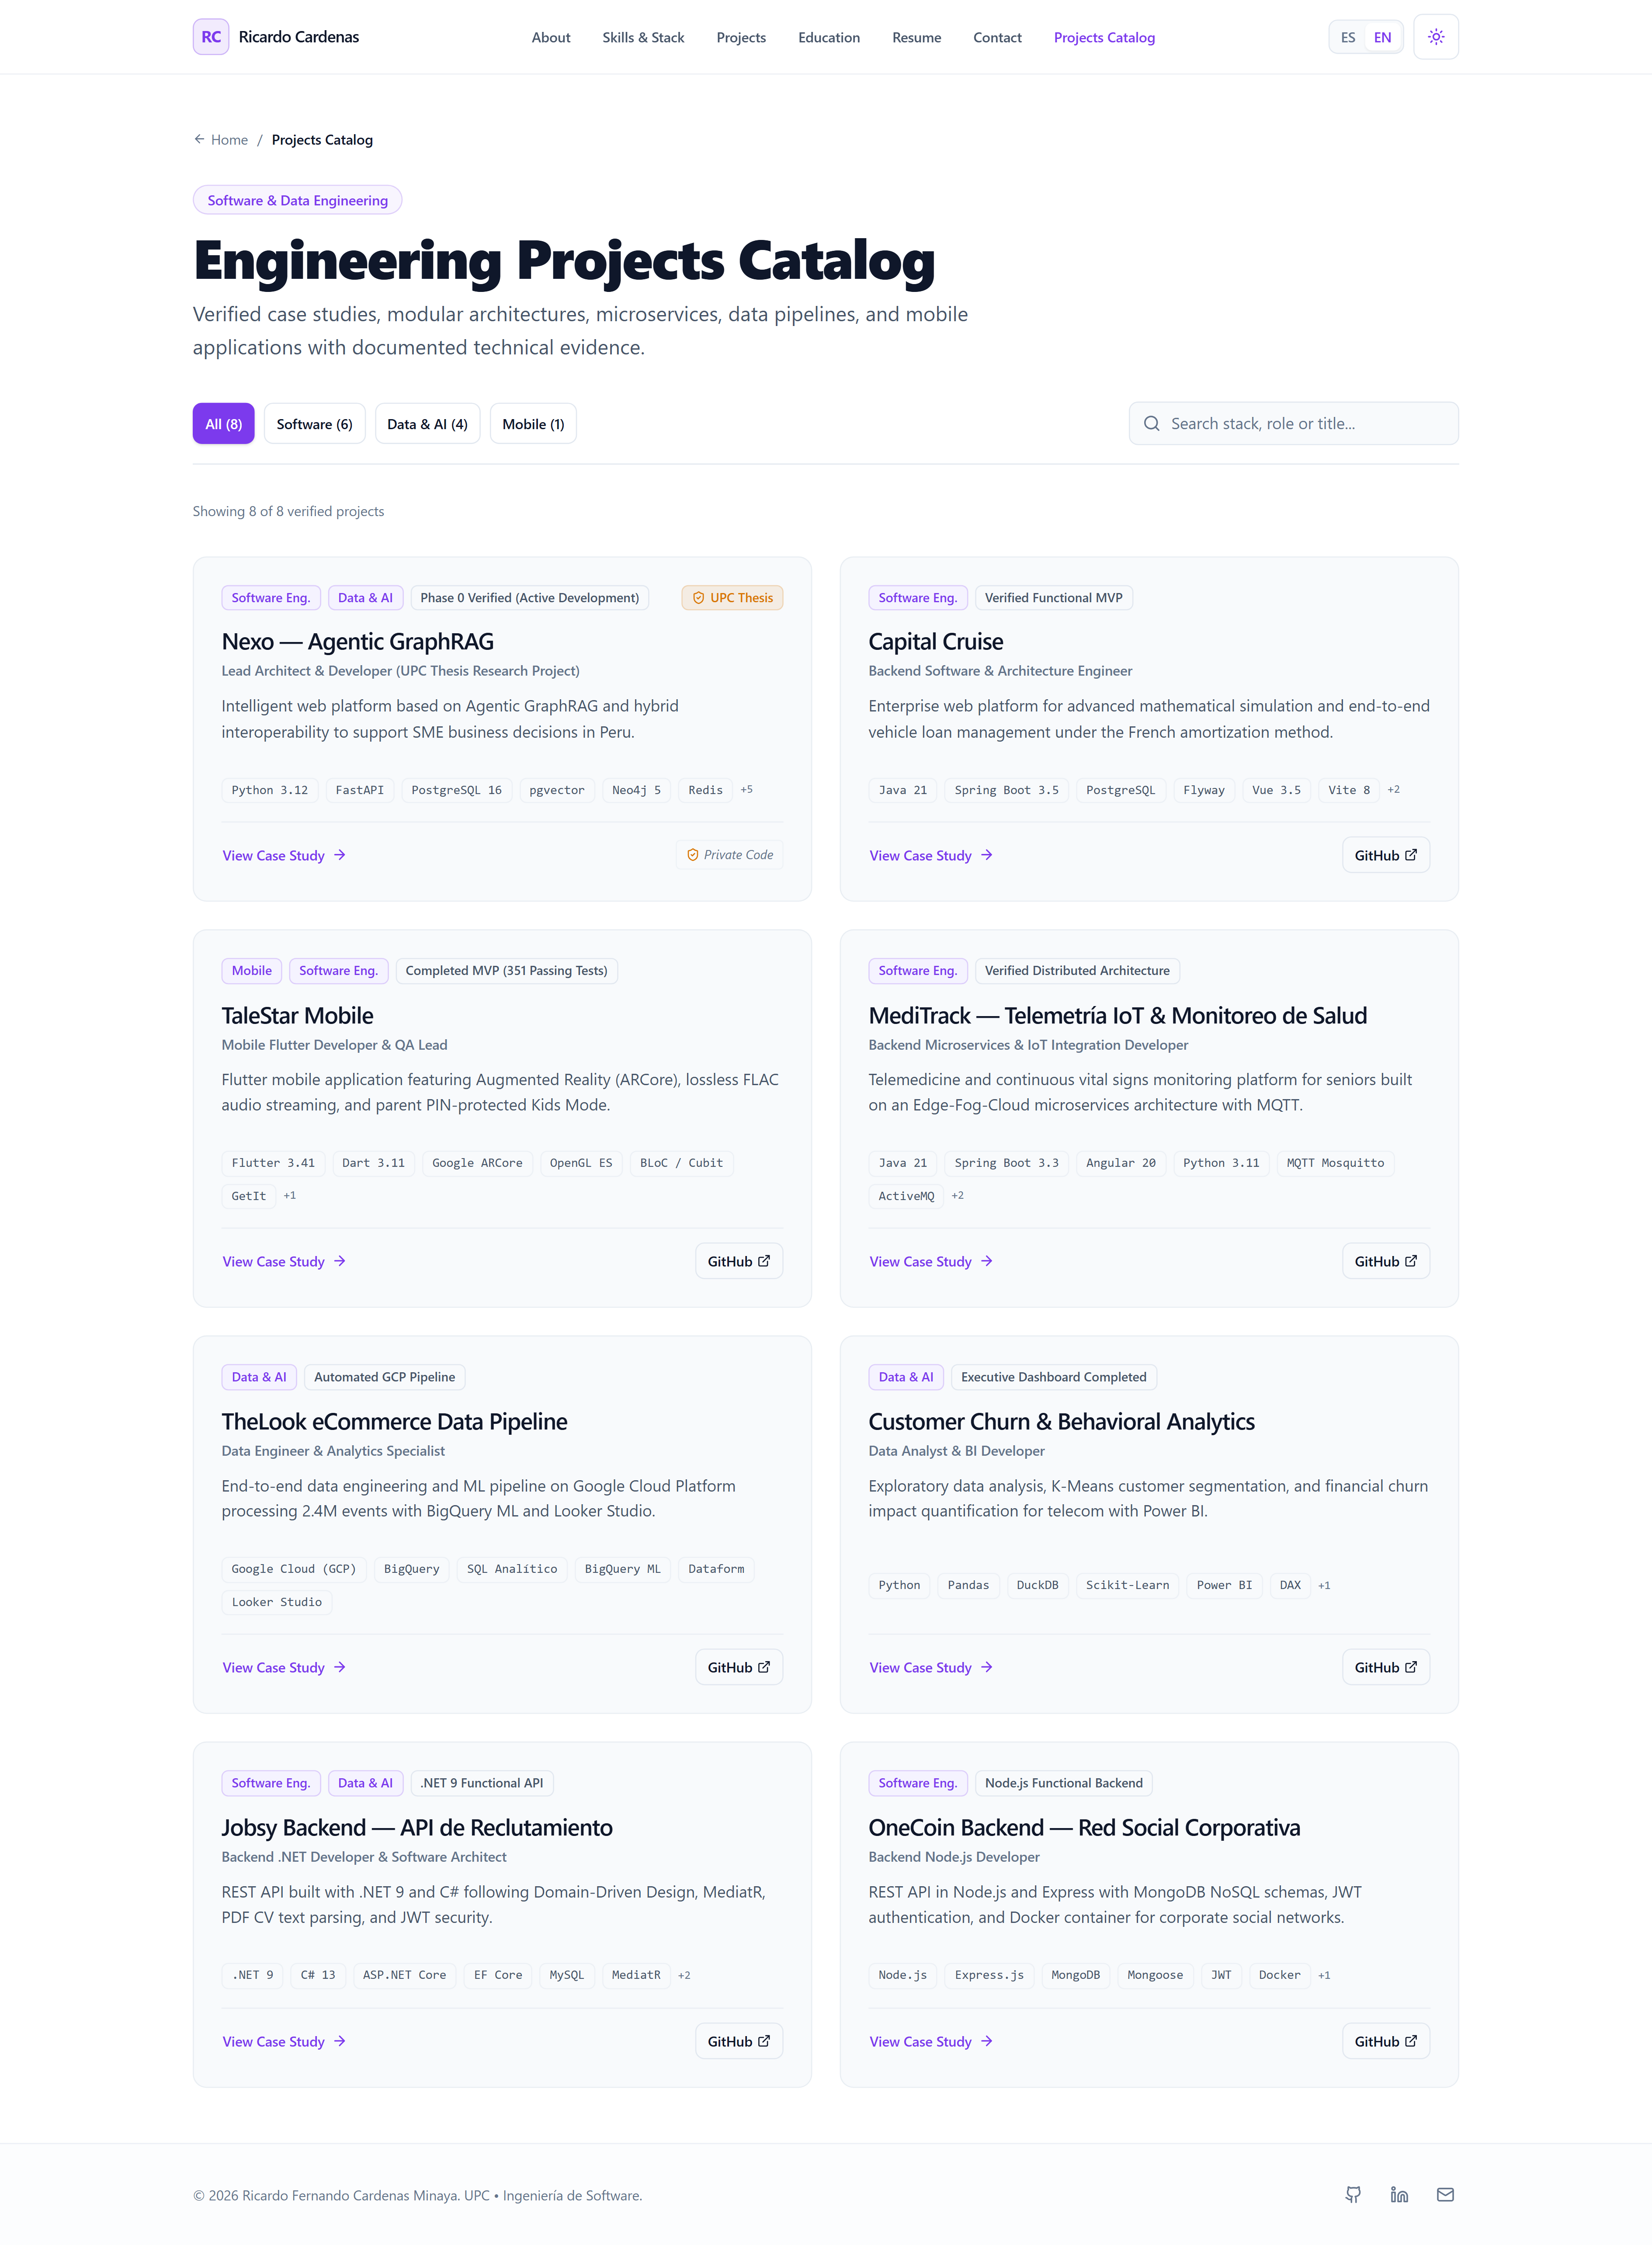 RC Ricardo Cardenas
About Skills & Stack Projects Education Resume Contact Projects Catalog
ES EN
Home / Projects Catalog
Software & Data Engineering
Engineering Projects Catalog
Verified case studies, modular architectures, microservices, data pipelines, and mobile
applications with documented technical evidence.
All (8) Software (6) Data & AI (4) Mobile (1)
Search stack, role or title...
Showing 8 of 8 verified projects
Software Eng. Data & AI Phase 0 Verified (Active Development) UPC Thesis
Nexo — Agentic GraphRAG
Lead Architect & Developer (UPC Thesis Research Project)
Intelligent web platform based on Agentic GraphRAG and hybrid
interoperability to support SME business decisions in Peru.
Python 3.12 FastAPI PostgreSQL 16 pgvector Neo4j 5 Redis +5
View Case Study Private Code
Software Eng. Verified Functional MVP
Capital Cruise
Backend Software & Architecture Engineer
Enterprise web platform for advanced mathematical simulation and end-to-end
vehicle loan management under the French amortization method.
Java 21 Spring Boot 3.5 PostgreSQL Flyway Vue 3.5 Vite 8 +2
View Case Study GitHub
Mobile Software Eng. Completed MVP (351 Passing Tests)
TaleStar Mobile
Mobile Flutter Developer & QA Lead
Flutter mobile application featuring Augmented Reality (ARCore), lossless FLAC
audio streaming, and parent PIN-protected Kids Mode.
Flutter 3.41 Dart 3.11 Google ARCore OpenGL ES BLoC / Cubit
GetIt +1
View Case Study GitHub
Software Eng. Verified Distributed Architecture
MediTrack — Telemetría IoT & Monitoreo de Salud
Backend Microservices & IoT Integration Developer
Telemedicine and continuous vital signs monitoring platform for seniors built
on an Edge-Fog-Cloud microservices architecture with MQTT.
Java 21 Spring Boot 3.3 Angular 20 Python 3.11 MQTT Mosquitto
ActiveMQ +2
View Case Study GitHub
Data & AI Automated GCP Pipeline
TheLook eCommerce Data Pipeline
Data Engineer & Analytics Specialist
End-to-end data engineering and ML pipeline on Google Cloud Platform
processing 2.4M events with BigQuery ML and Looker Studio.
Google Cloud (GCP) BigQuery SQL Analítico BigQuery ML Dataform
Looker Studio
View Case Study GitHub
Data & AI Executive Dashboard Completed
Customer Churn & Behavioral Analytics
Data Analyst & BI Developer
Exploratory data analysis, K-Means customer segmentation, and financial churn
impact quantification for telecom with Power BI.
Python Pandas DuckDB Scikit-Learn Power BI DAX +1
View Case Study GitHub
Software Eng. Data & AI .NET 9 Functional API
Jobsy Backend — API de Reclutamiento
Backend .NET Developer & Software Architect
REST API built with .NET 9 and C# following Domain-Driven Design, MediatR,
PDF CV text parsing, and JWT security.
.NET 9 C# 13 ASP.NET Core EF Core MySQL MediatR +2
View Case Study GitHub
Software Eng. Node.js Functional Backend
OneCoin Backend — Red Social Corporativa
Backend Node.js Developer
REST API in Node.js and Express with MongoDB NoSQL schemas, JWT
authentication, and Docker container for corporate social networks.
Node.js Express.js MongoDB Mongoose JWT Docker +1
View Case Study GitHub
© 2026 Ricardo Fernando Cardenas Minaya. UPC • Ingeniería de Software.